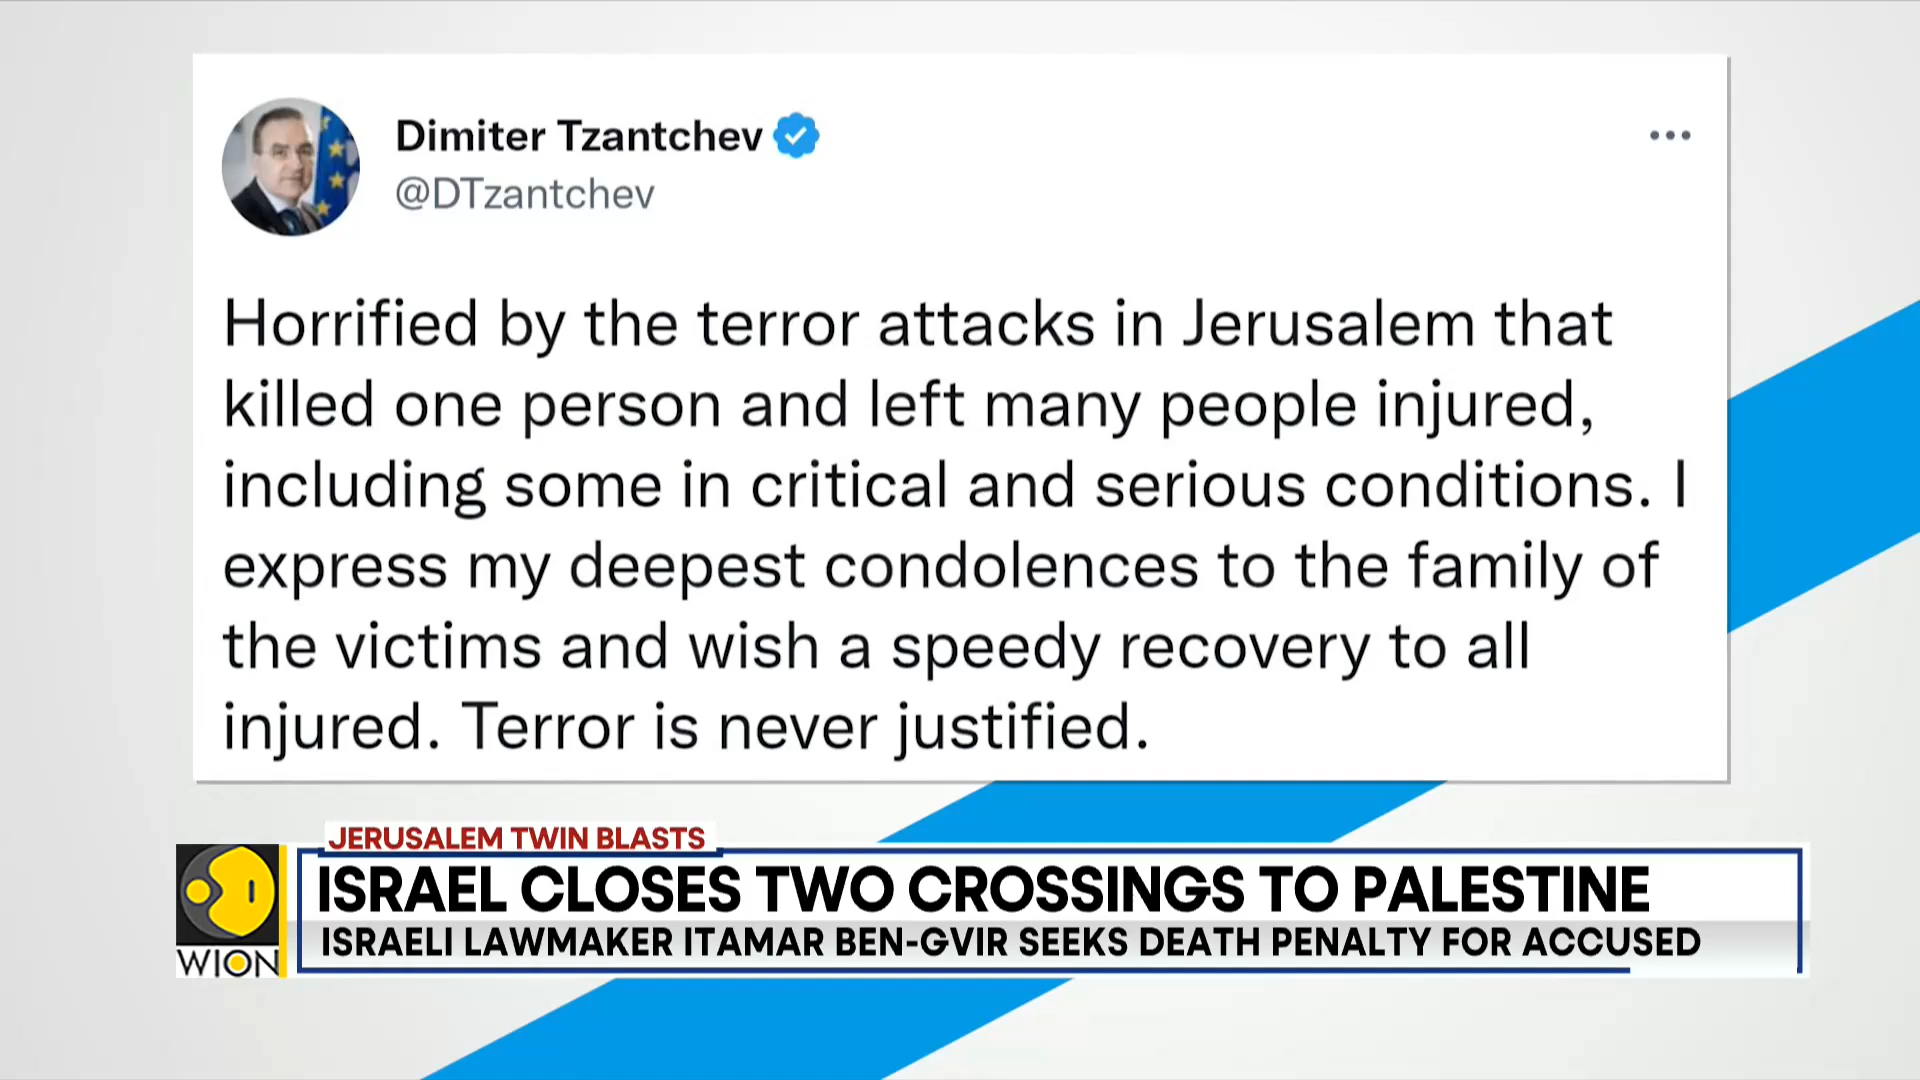 Dimiter Tzantchev
@DTzantchev
Horrified by the terror attacks in Jerusalem that
killed one person and left many people injured,
including some in critical and serious conditions. I
express my deepest condolences to the family of
the victims and wish a speedy recovery to all
injured. Terror is never justified.
JERUSALEM TWIN BLASTS
ISRAEL CLOSES TWO CROSSINGS TO PALESTINE
ISRAELI LAWMAKER ITAMAR BEN-GVIR SEEKS DEATH PENALTY FOR ACCUSED
WION